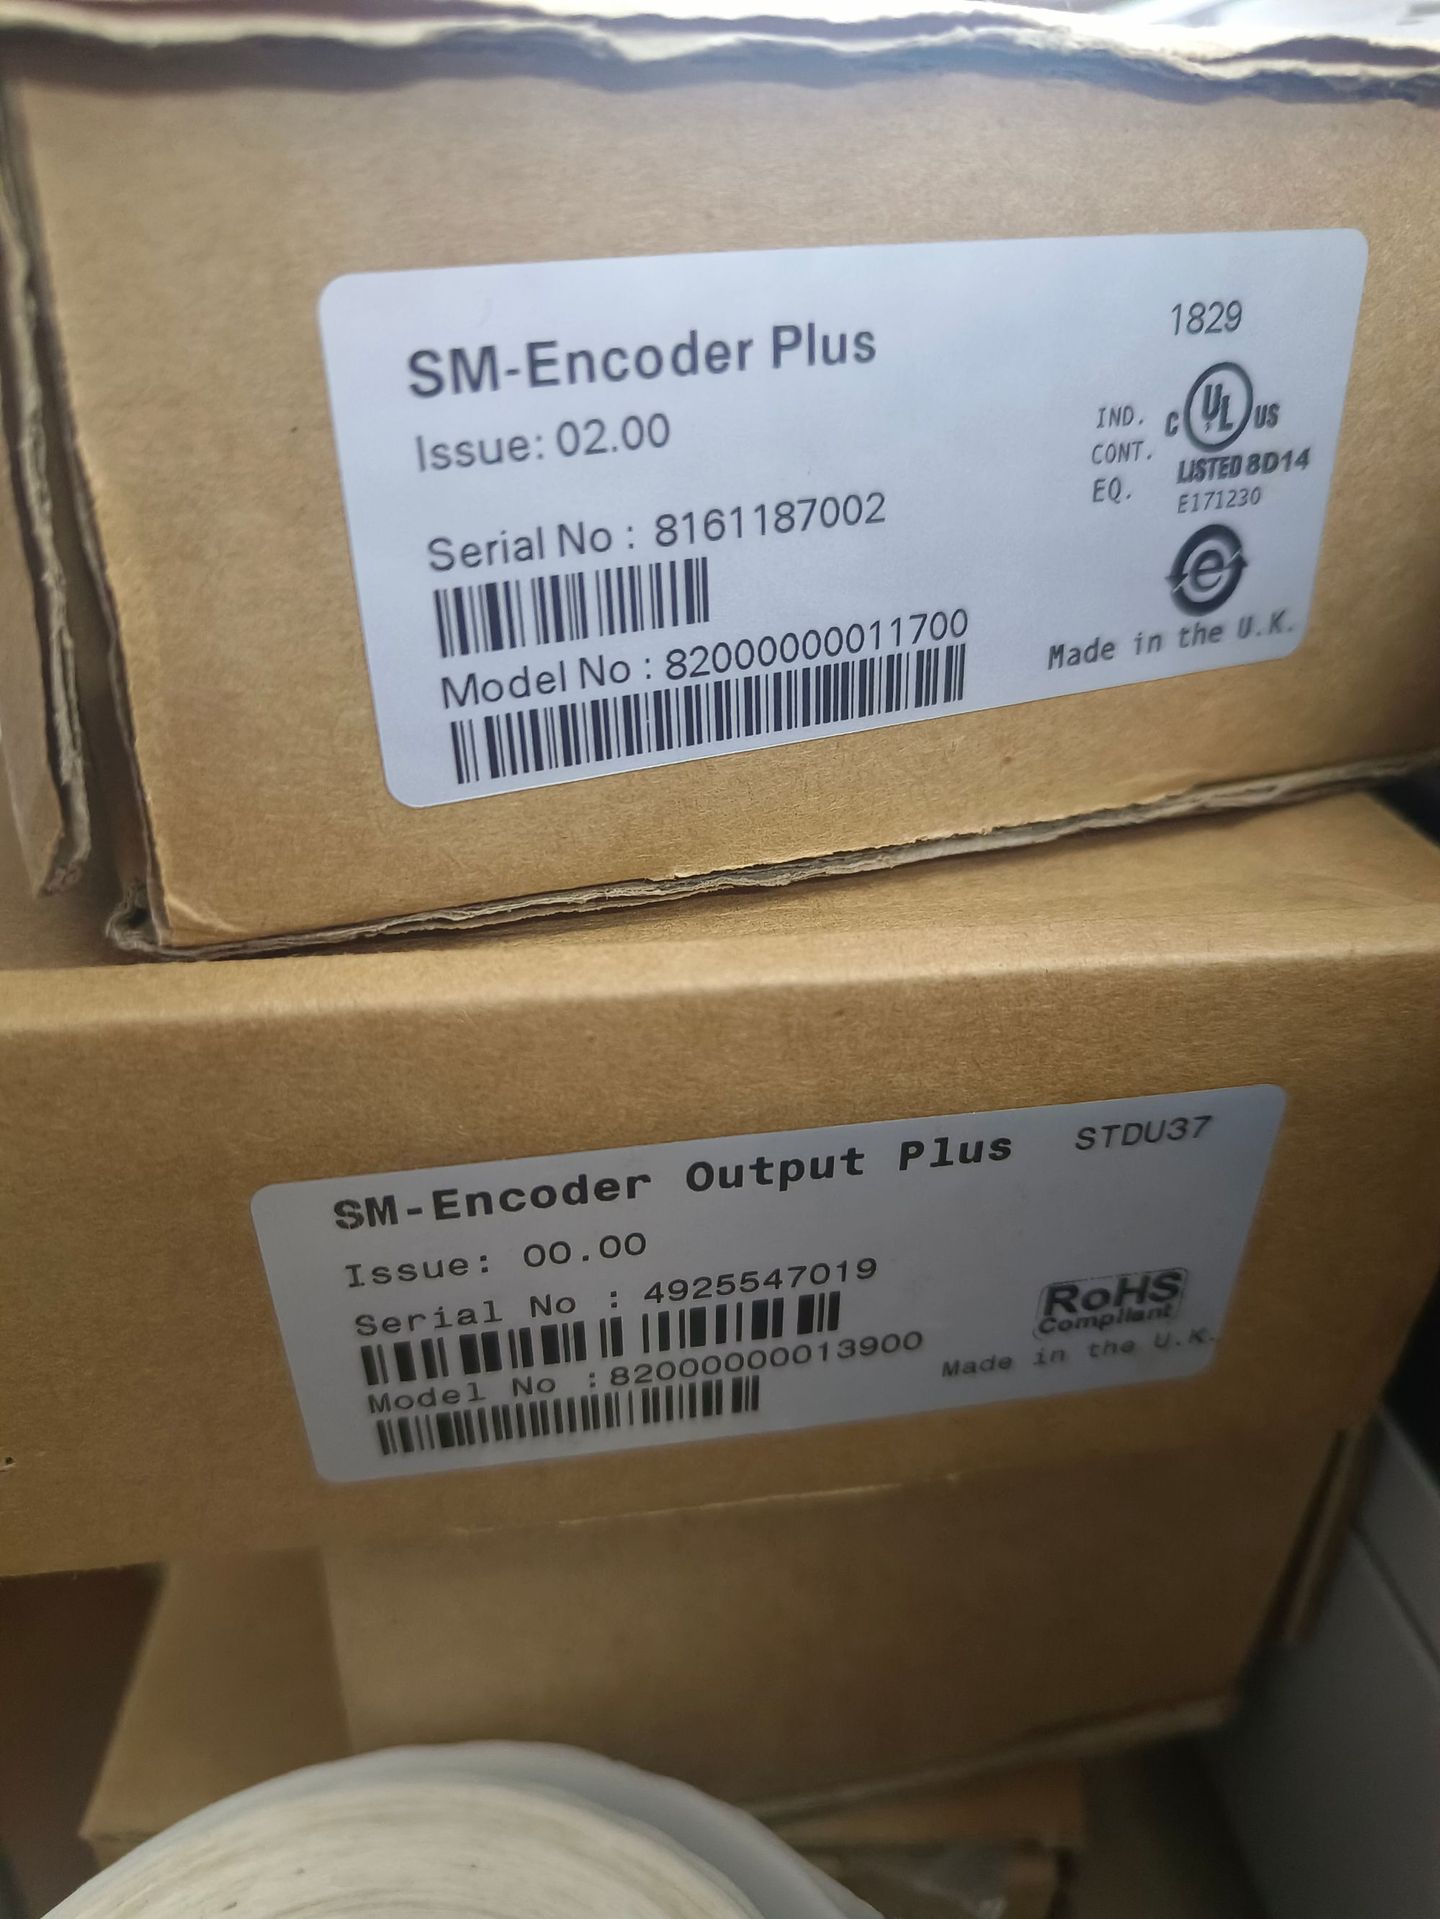 SM-Encoder Plus
1829
Issue: 02.00
IND.
CONT.
EQ.
C UL US
LISTED 8D14
E171230
Serial No : 8161187002
e
Model No : 82000000011700
Made in the U.K.
SM-Encoder Output Plus STDU37
Issue: 00.00
Serial No : 4925547019
RoHS
Compliant
Model No :82000000013900
Made in the U.K.